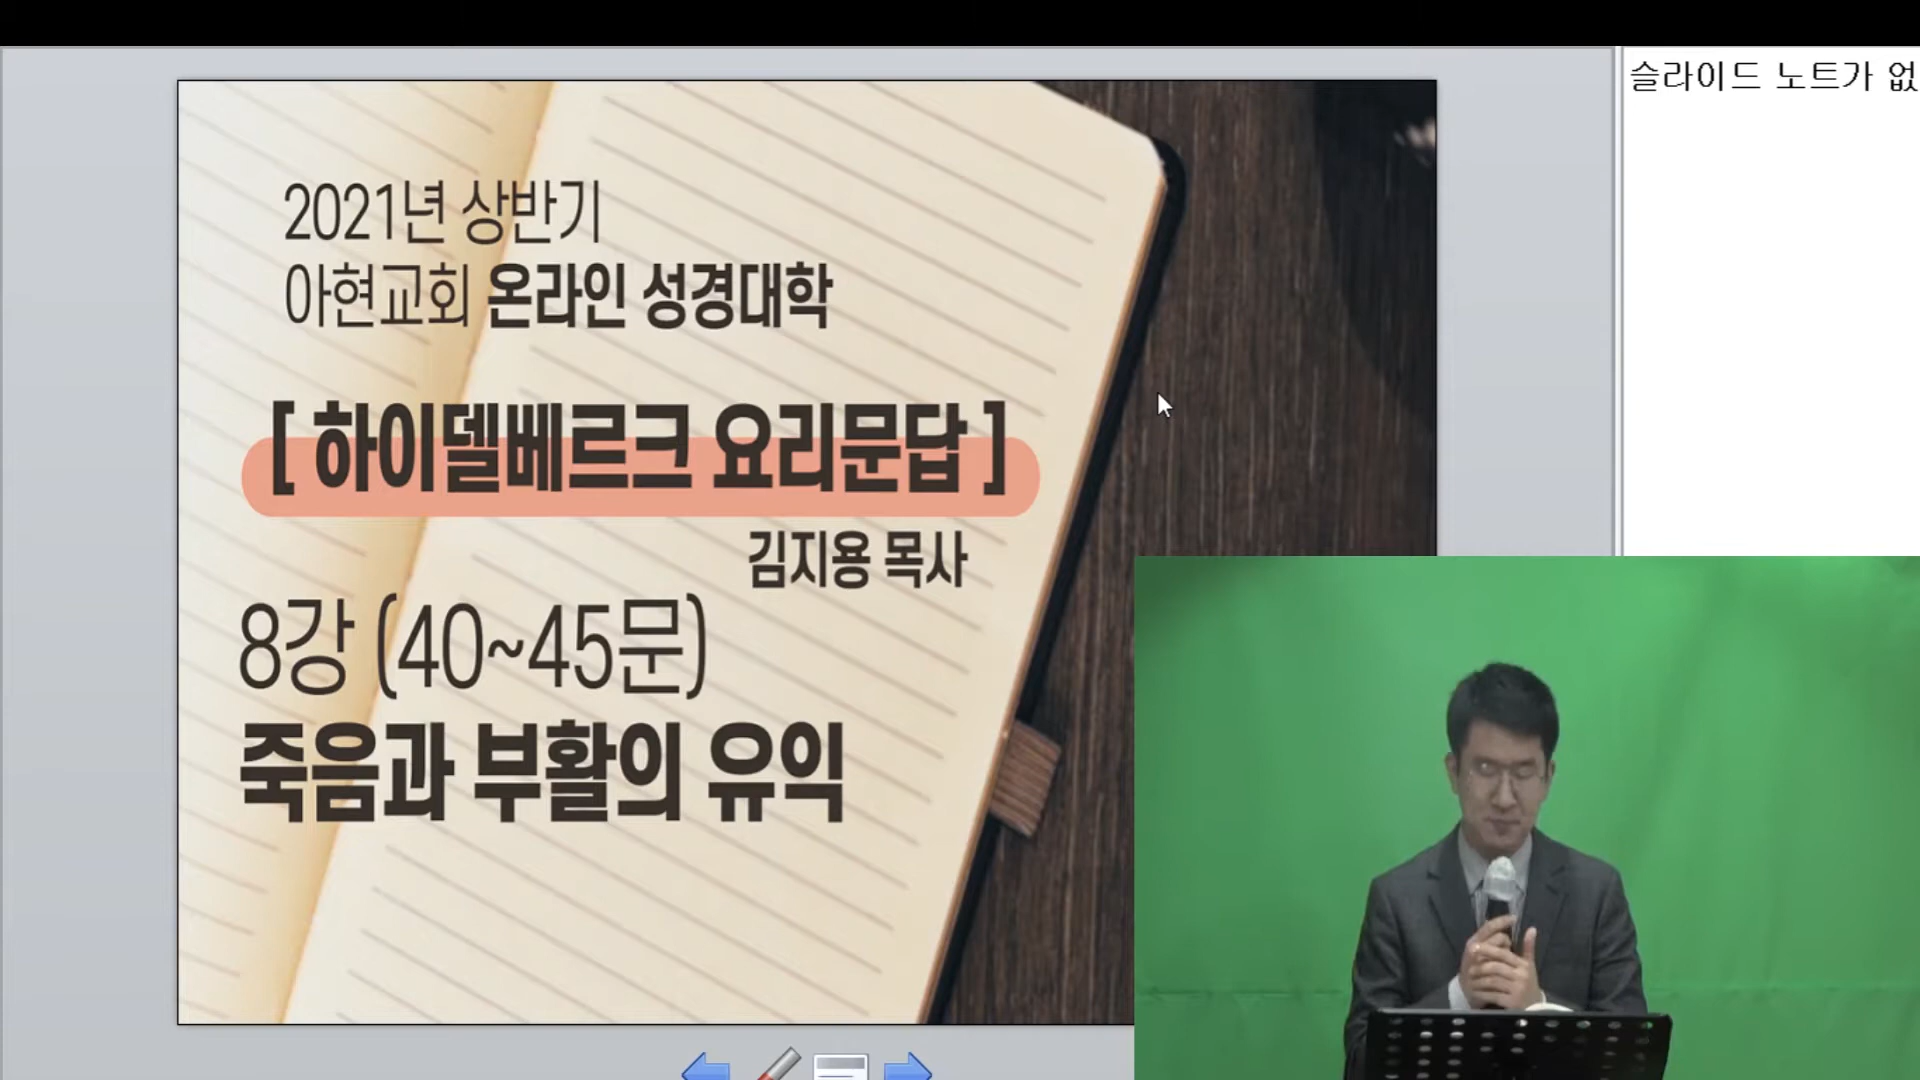 2021년 상반기
아현교회 온라인 성경대학
[ 하이델베르크 요리문답 ]
김지용 목사
8강 (40~45문)
죽음과 부활의 유익
슬라이드 노트가 없